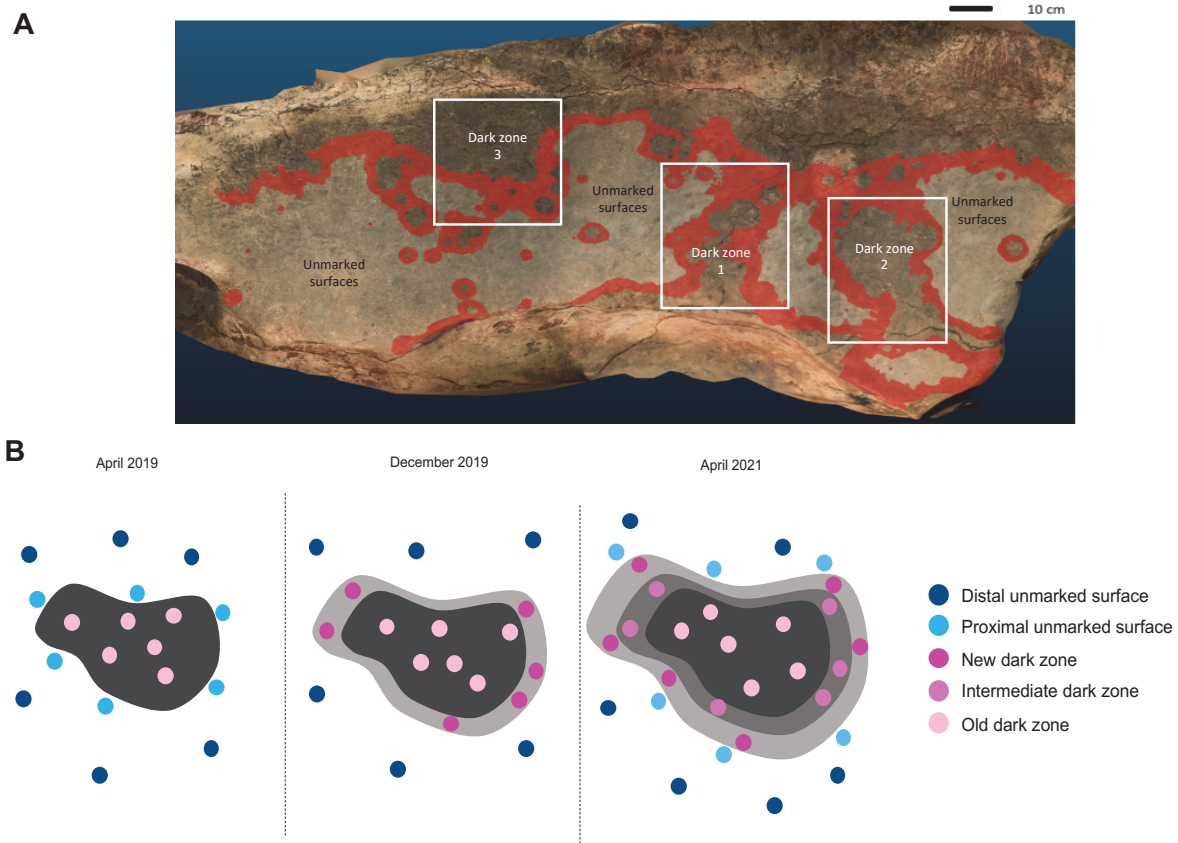 A
10 cm
Dark zone
3
Unmarked
surfaces
Unmarked
surfaces
Dark zone
1
Dark zone
2
Unmarked
surfaces
B
April 2019
December 2019
April 2021
Distal unmarked surface
Proximal unmarked surface
New dark zone
Intermediate dark zone
Old dark zone